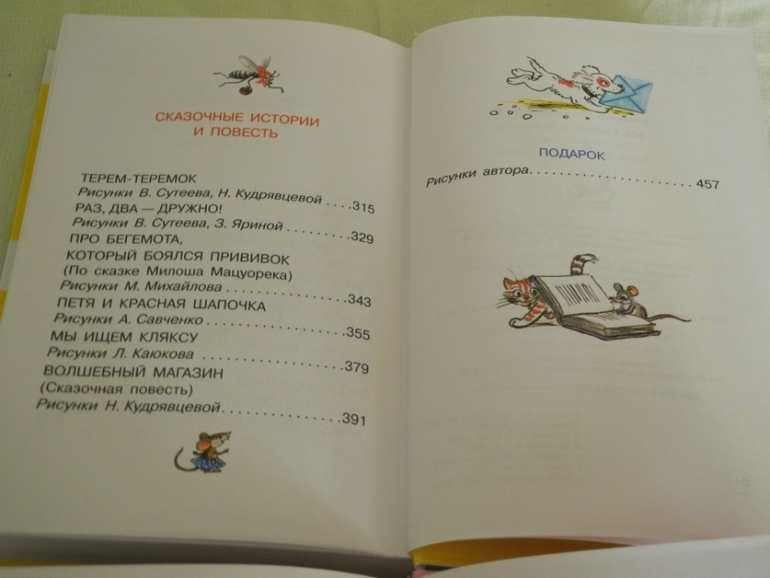 СКАЗОЧНЫЕ ИСТОРИИ
И ПОВЕСТЬ
ТЕРЕМ-ТЕРЕМОК
Рисунки В. Сутеева, Н. Кудрявцевой ....315
РАЗ, ДВА — ДРУЖНО!
Рисунки В. Сутеева, З. Яриной ........329
ПРО БЕГЕМОТА,
КОТОРЫЙ БОЯЛСЯ ПРИВИВОК
(По сказке Милоша Мацоурека)
Рисунки М. Михайлова ...............343
ПЕТЯ И КРАСНАЯ ШАПОЧКА
Рисунки А. Савченко..................355
МЫ ИЩЕМ КЛЯКСУ
Рисунки Л. Каюкова ..................379
ВОЛШЕБНЫЙ МАГАЗИН
(Сказочная повесть)
Рисунки Н. Кудрявцевой...............391
ПОДАРОК
Рисунки автора.....................457